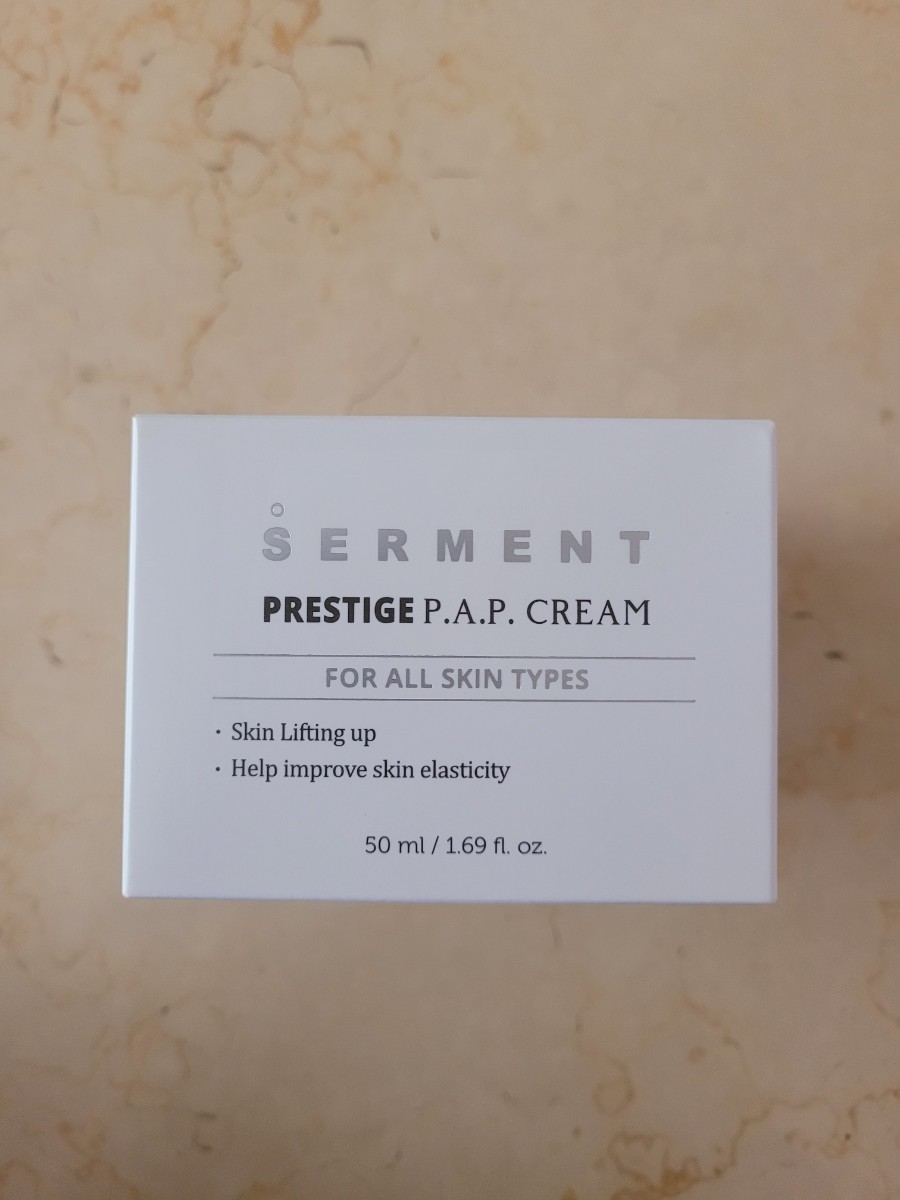 SERMENT
PRESTIGE P.A.P. CREAM
FOR ALL SKIN TYPES
· Skin Lifting up
· Help improve skin elasticity
50 ml / 1.69 fl. oz.